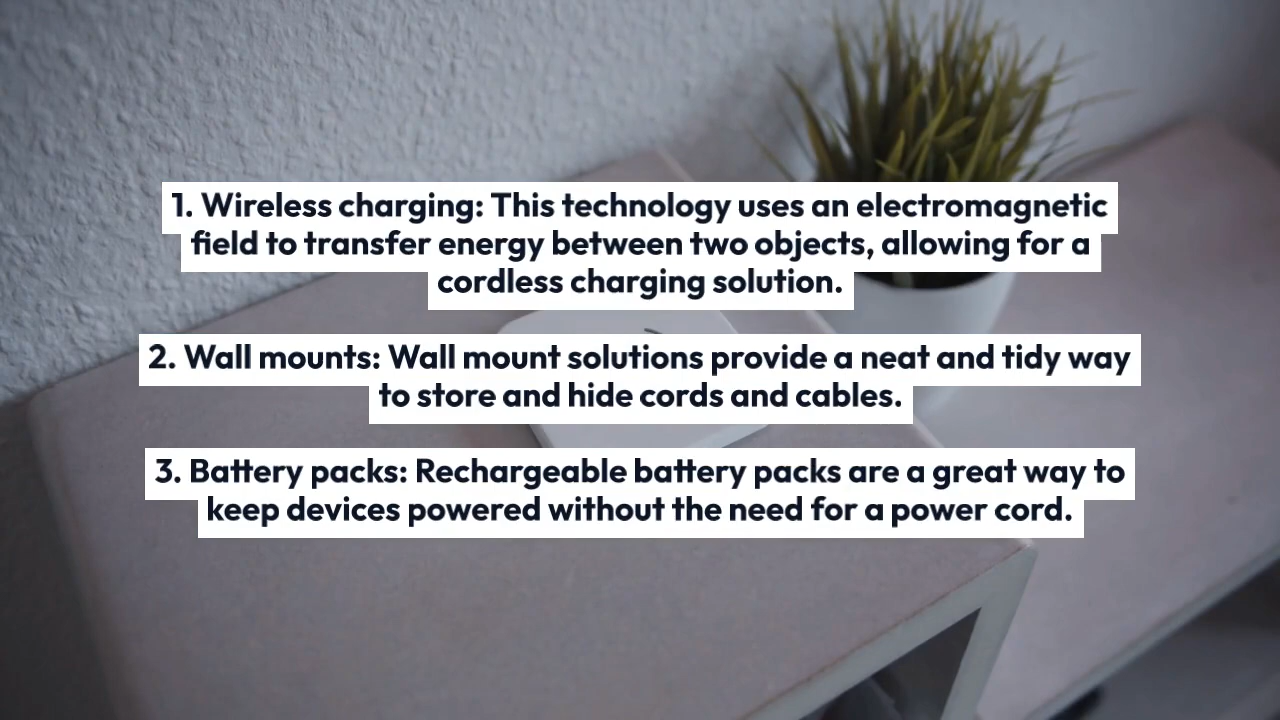 1. Wireless charging: This technology uses an electromagnetic
field to transfer energy between two objects, allowing for a
cordless charging solution.
2. Wall mounts: Wall mount solutions provide a neat and tidy way
to store and hide cords and cables.
3. Battery packs: Rechargeable battery packs are a great way to
keep devices powered without the need for a power cord.